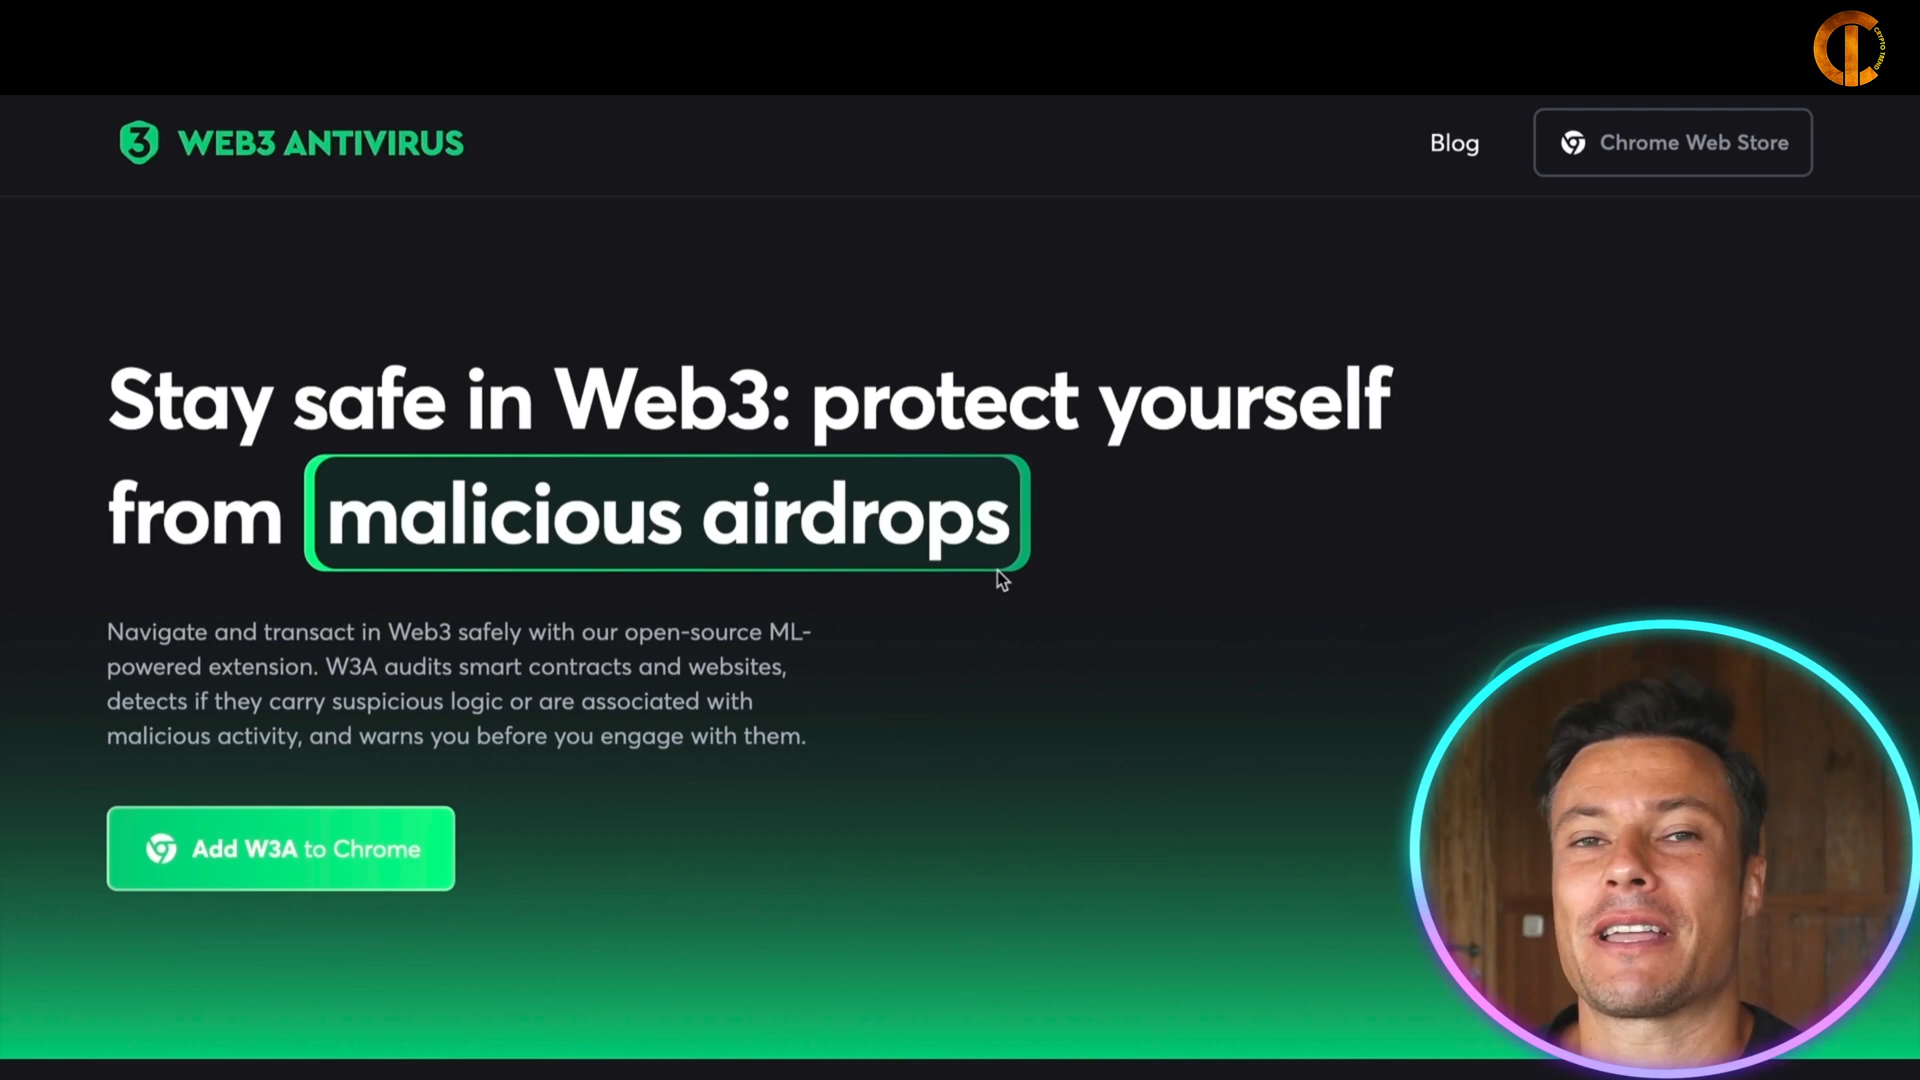 CRYPTO TREND
3 WEB3 ANTIVIRUS
Blog
Chrome Web Store
Stay safe in Web3: protect yourself
from malicious airdrops
Navigate and transact in Web3 safely with our open-source ML-
powered extension. W3A audits smart contracts and websites,
detects if they carry suspicious logic or are associated with
malicious activity, and warns you before you engage with them.
Add W3A to Chrome